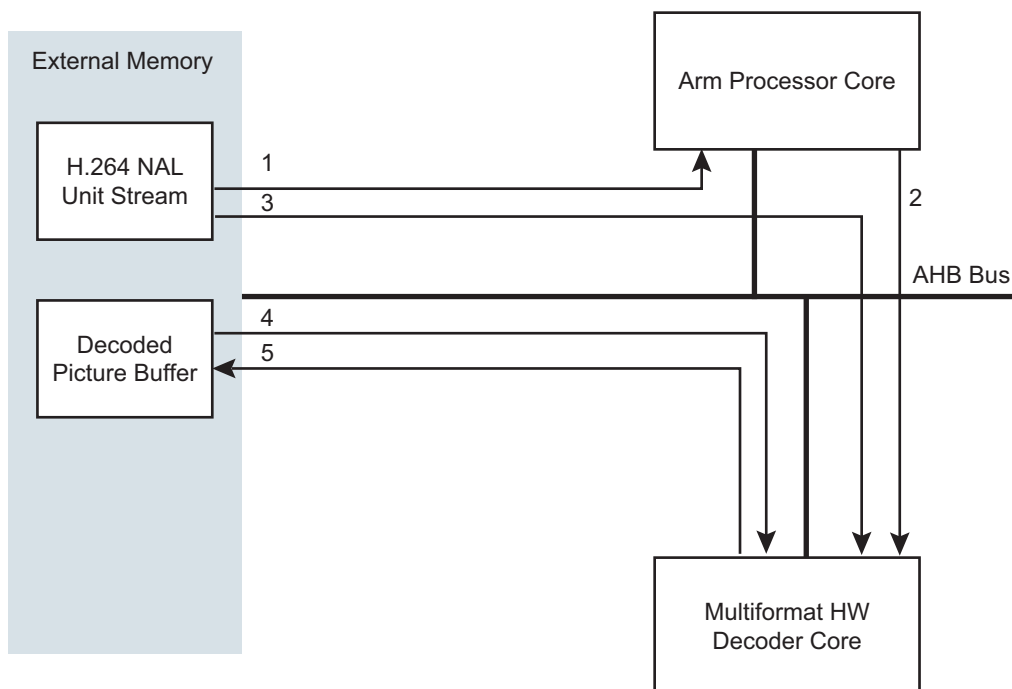 External Memory
Arm Processor Core
H.264 NAL
Unit Stream
1
3
2
AHB Bus
Decoded
Picture Buffer
4
5
Multiformat HW
Decoder Core